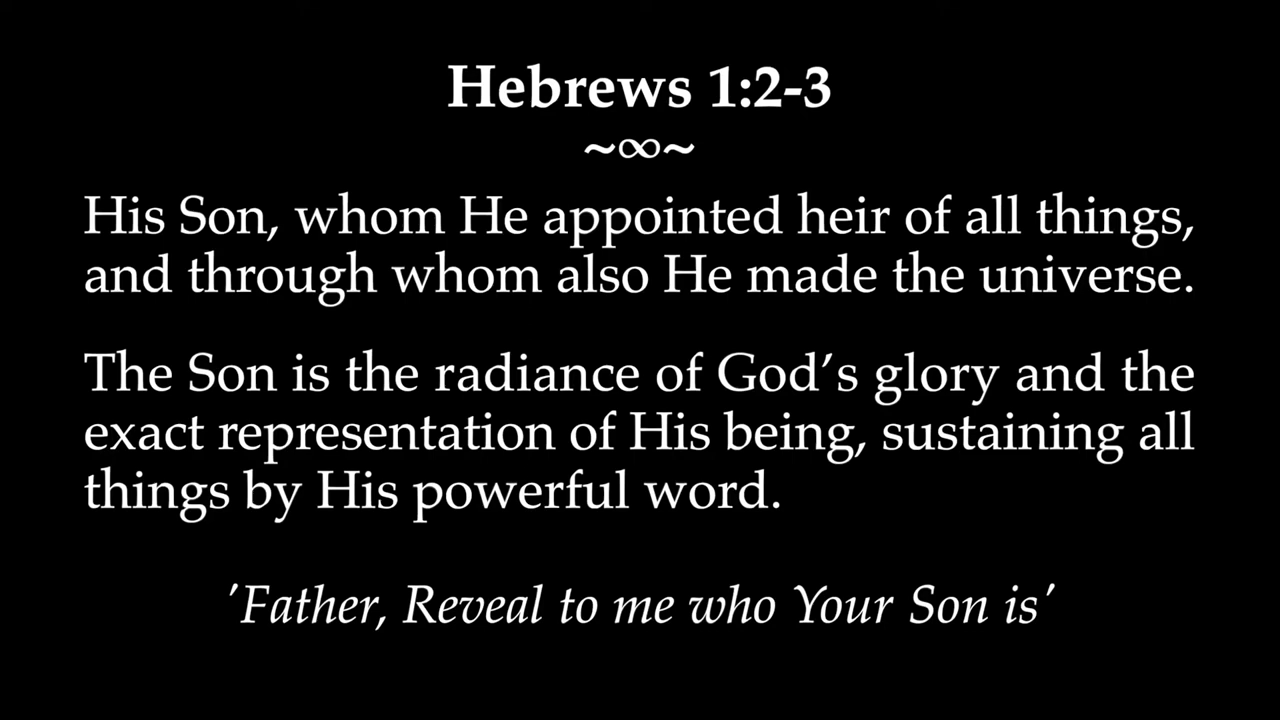 Hebrews 1:2-3
~∞~
His Son, whom He appointed heir of all things,
and through whom also He made the universe.
The Son is the radiance of God’s glory and the
exact representation of His being, sustaining all
things by His powerful word.
'Father, Reveal to me who Your Son is'